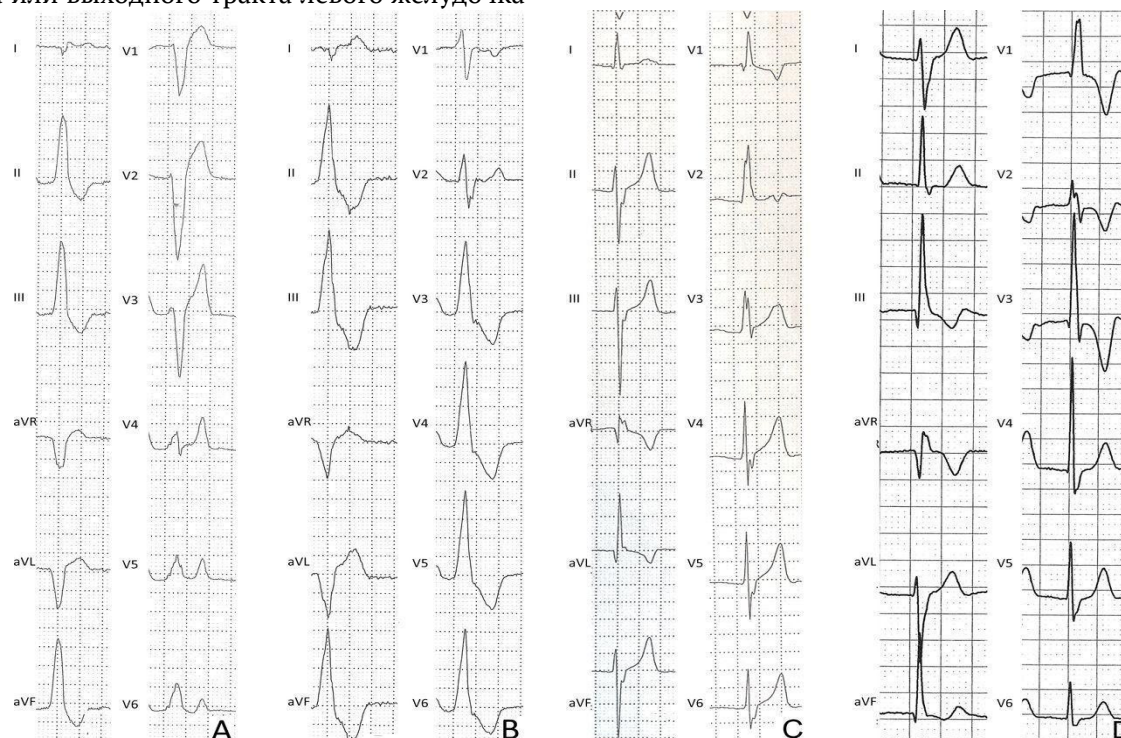 или выходного тракта левого желудочка
I V1 I V1 I V1 I V1
II V2 II V2 II V2 II V2
III V3 III V3 III V3 III V3
aVR V4 aVR V4 aVR V4 aVR V4
aVL V5 aVL V5 aVL V5 aVL V5
aVF V6 aVF V6 aVF V6 aVF V6
A B C D